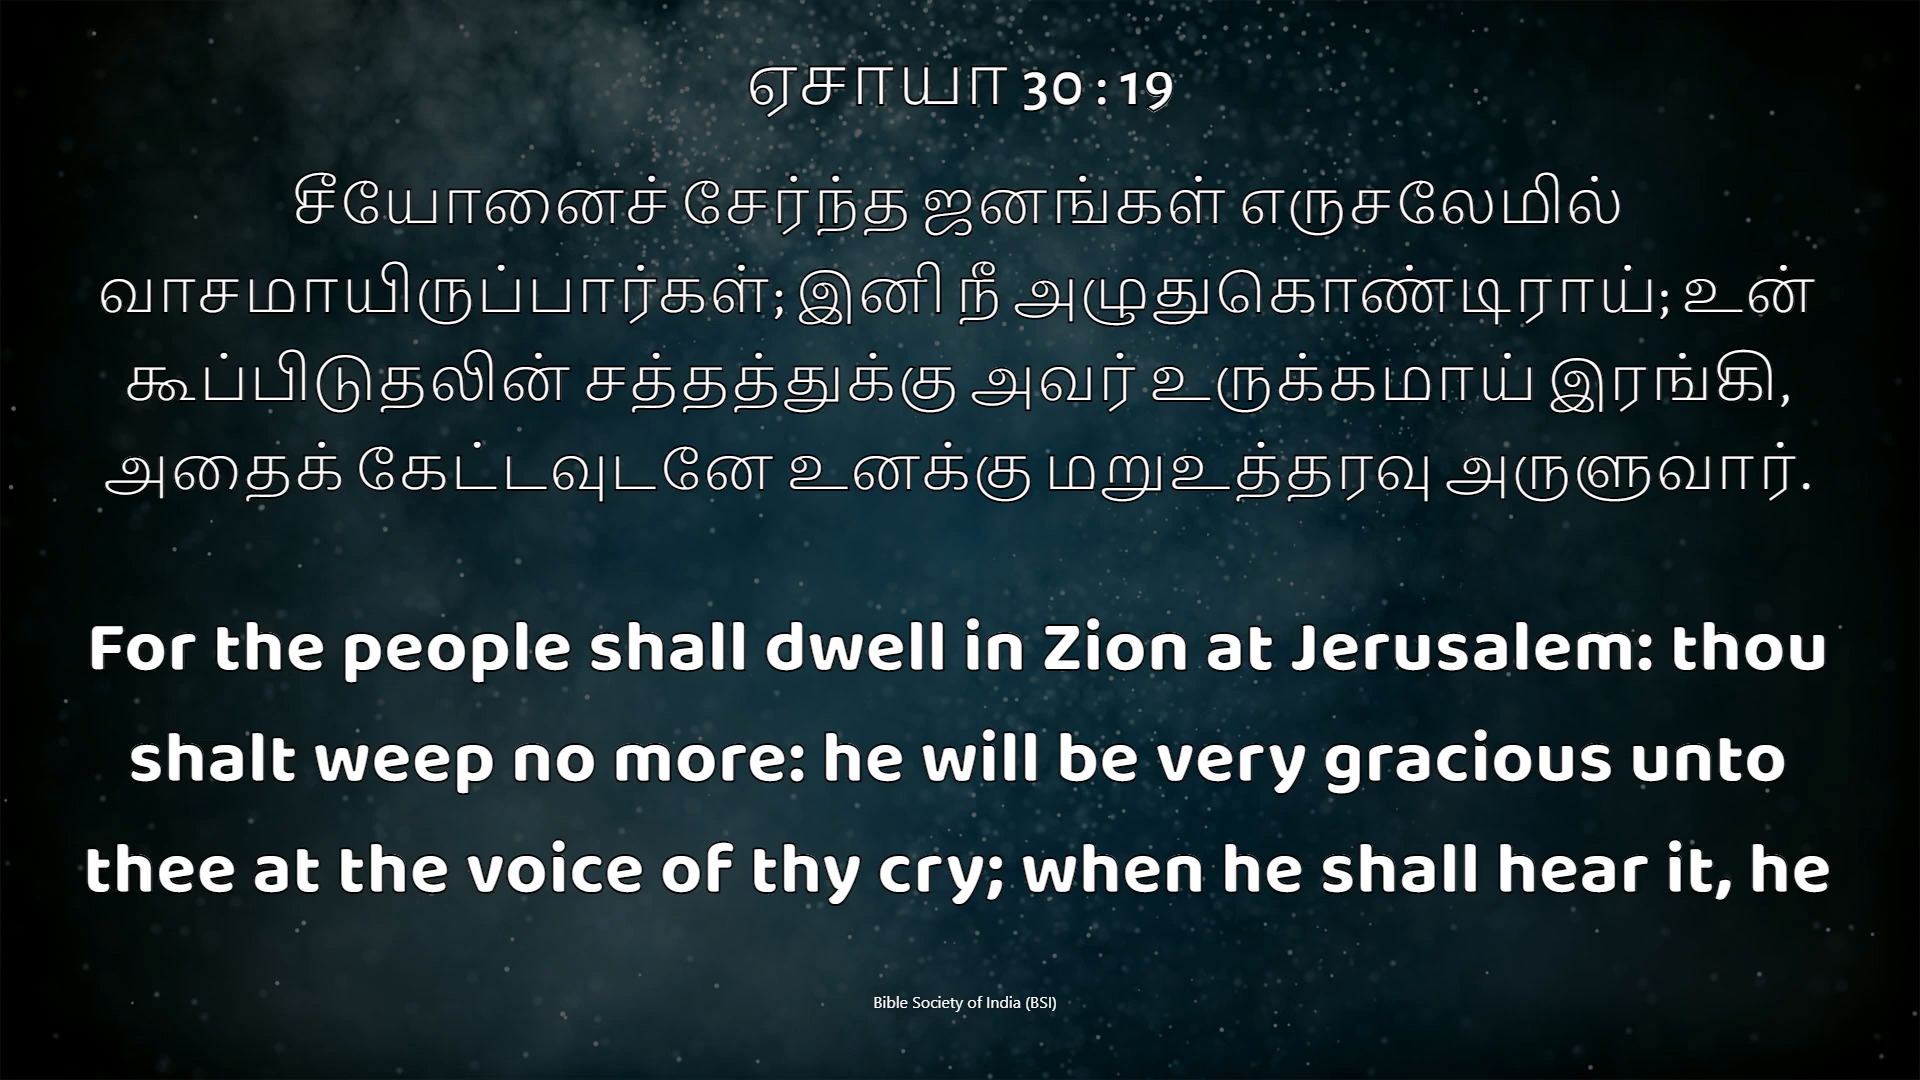 ஏசாயா 30 : 19
சீயோனைச் சேர்ந்த ஜனங்கள் எருசலேமில்
வாசமாயிருப்பார்கள்; இனி நீ அழுதுகொண்டிராய்; உன்
கூப்பிடுதலின் சத்தத்துக்கு அவர் உருக்கமாய் இரங்கி,
அதைக் கேட்டவுடனே உனக்கு மறுஉத்தரவு அருளுவார்.
For the people shall dwell in Zion at Jerusalem: thou
shalt weep no more: he will be very gracious unto
thee at the voice of thy cry; when he shall hear it, he
Bible Society of India (BSI)